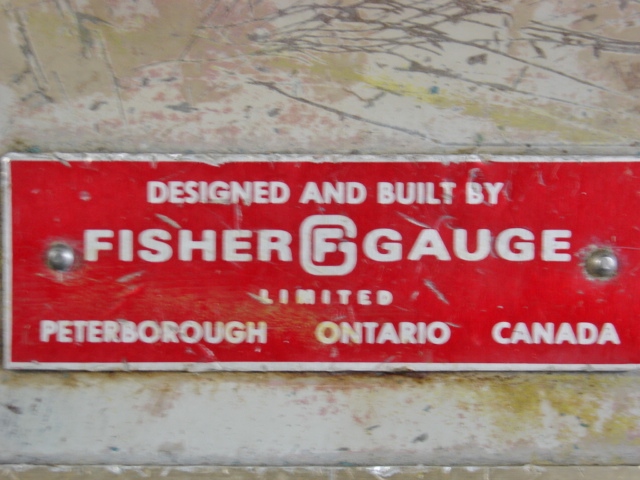 DESIGNED AND BUILT BY
FISHER FG GAUGE
LIMITED
PETERBOROUGH ONTARIO CANADA